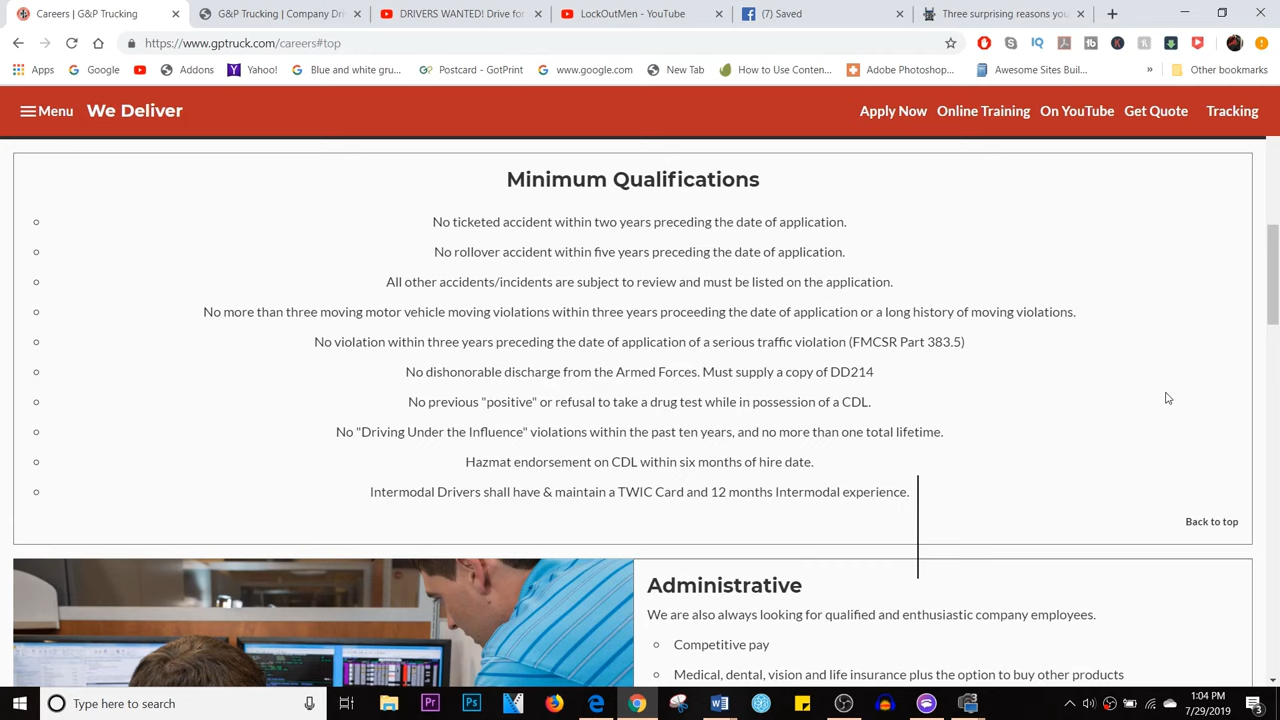 Careers | G&P Trucking
G&P Trucking | Company Dri
DRIVERS WANTED! Drive for
LockOutMen - YouTube
(7) Saved
Three surprising reasons you
https://www.gptruck.com/careers#top
Apps
Google
Addons
Yahoo!
Blue and white gru...
Postcard - GotPrint
www.google.com
New Tab
How to Use Conten...
Adobe Photoshop...
Awesome Sites Buil...
»
Other bookmarks
Menu
We Deliver
Apply Now
Online Training
On YouTube
Get Quote
Tracking
Minimum Qualifications
No ticketed accident within two years preceding the date of application.
No rollover accident within five years preceding the date of application.
All other accidents/incidents are subject to review and must be listed on the application.
No more than three moving motor vehicle moving violations within three years proceeding the date of application or a long history of moving violations.
No violation within three years preceding the date of application of a serious traffic violation (FMCSR Part 383.5)
No dishonorable discharge from the Armed Forces. Must supply a copy of DD214
No previous "positive" or refusal to take a drug test while in possession of a CDL.
No "Driving Under the Influence" violations within the past ten years, and no more than one total lifetime.
Hazmat endorsement on CDL within six months of hire date.
Intermodal Drivers shall have & maintain a TWIC Card and 12 months Intermodal experience.
Back to top
Administrative
We are also always looking for qualified and enthusiastic company employees.
Competitive pay
Medical, dental, vision and life insurance plus the option to buy other products
Type here to search
1:04 PM
7/29/2019